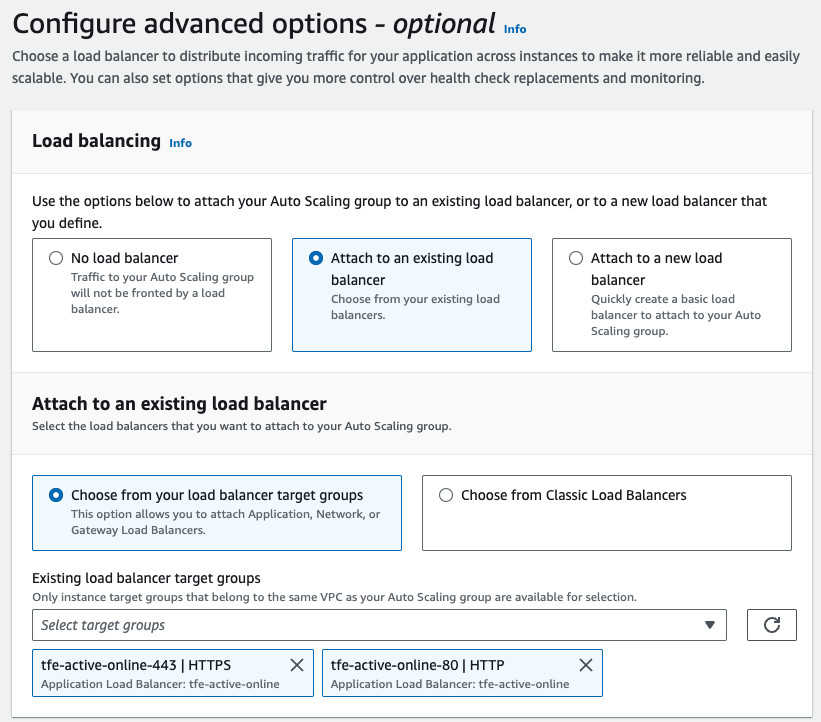 Configure advanced options - optional Info
Choose a load balancer to distribute incoming traffic for your application across instances to make it more reliable and easily
scalable. You can also set options that give you more control over health check replacements and monitoring.
Load balancing Info
Use the options below to attach your Auto Scaling group to an existing load balancer, or to a new load balancer that
you define.
No load balancer
Traffic to your Auto Scaling group
will not be fronted by a load
balancer.
Attach to an existing load
balancer
Choose from your existing load
balancers.
Attach to a new load
balancer
Quickly create a basic load
balancer to attach to your Auto
Scaling group.
Attach to an existing load balancer
Select the load balancers that you want to attach to your Auto Scaling group.
Choose from your load balancer target groups
This option allows you to attach Application, Network, or
Gateway Load Balancers.
Choose from Classic Load Balancers
Existing load balancer target groups
Only instance target groups that belong to the same VPC as your Auto Scaling group are available for selection.
Select target groups
tfe-active-online-443 | HTTPS
Application Load Balancer: tfe-active-online
tfe-active-online-80 | HTTP
Application Load Balancer: tfe-active-online